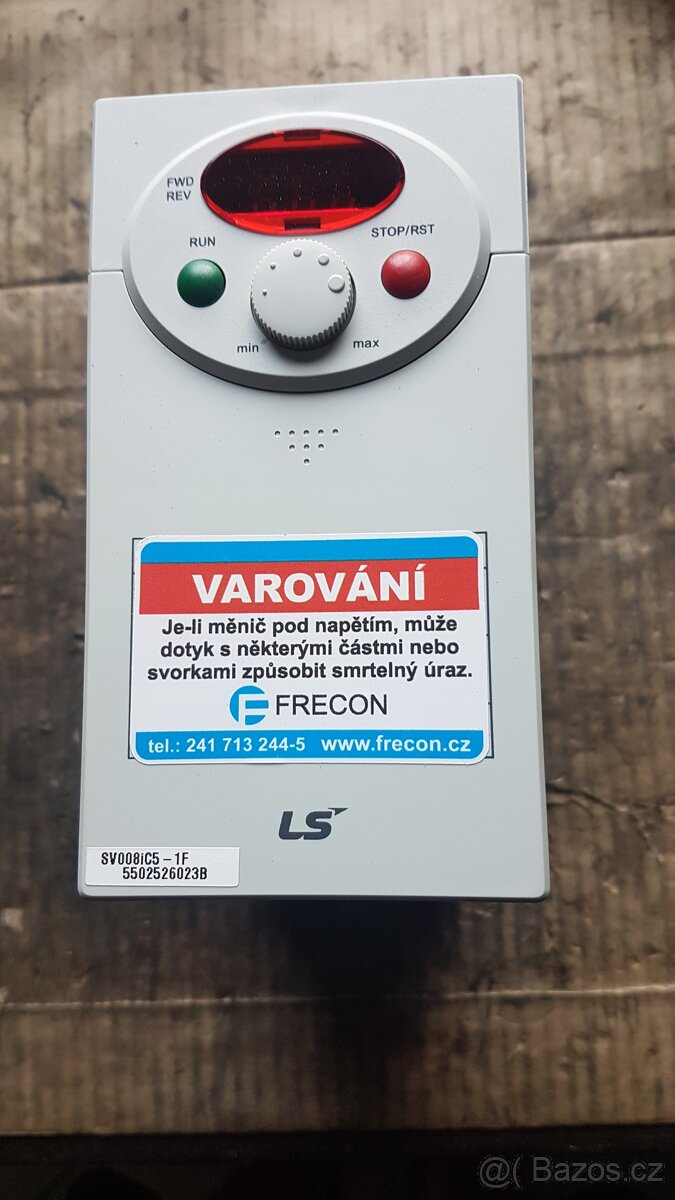 FWD
REV
RUN
STOP/RST
min
max
VAROVÁNÍ
Je-li měnič pod napětím, může
dotyk s některými částmi nebo
svorkami způsobit smrtelný úraz.
FRECON
tel.: 241 713 244-5 www.frecon.cz
LS
SV008iC5-1F
5502526023B
@( Bazos.cz